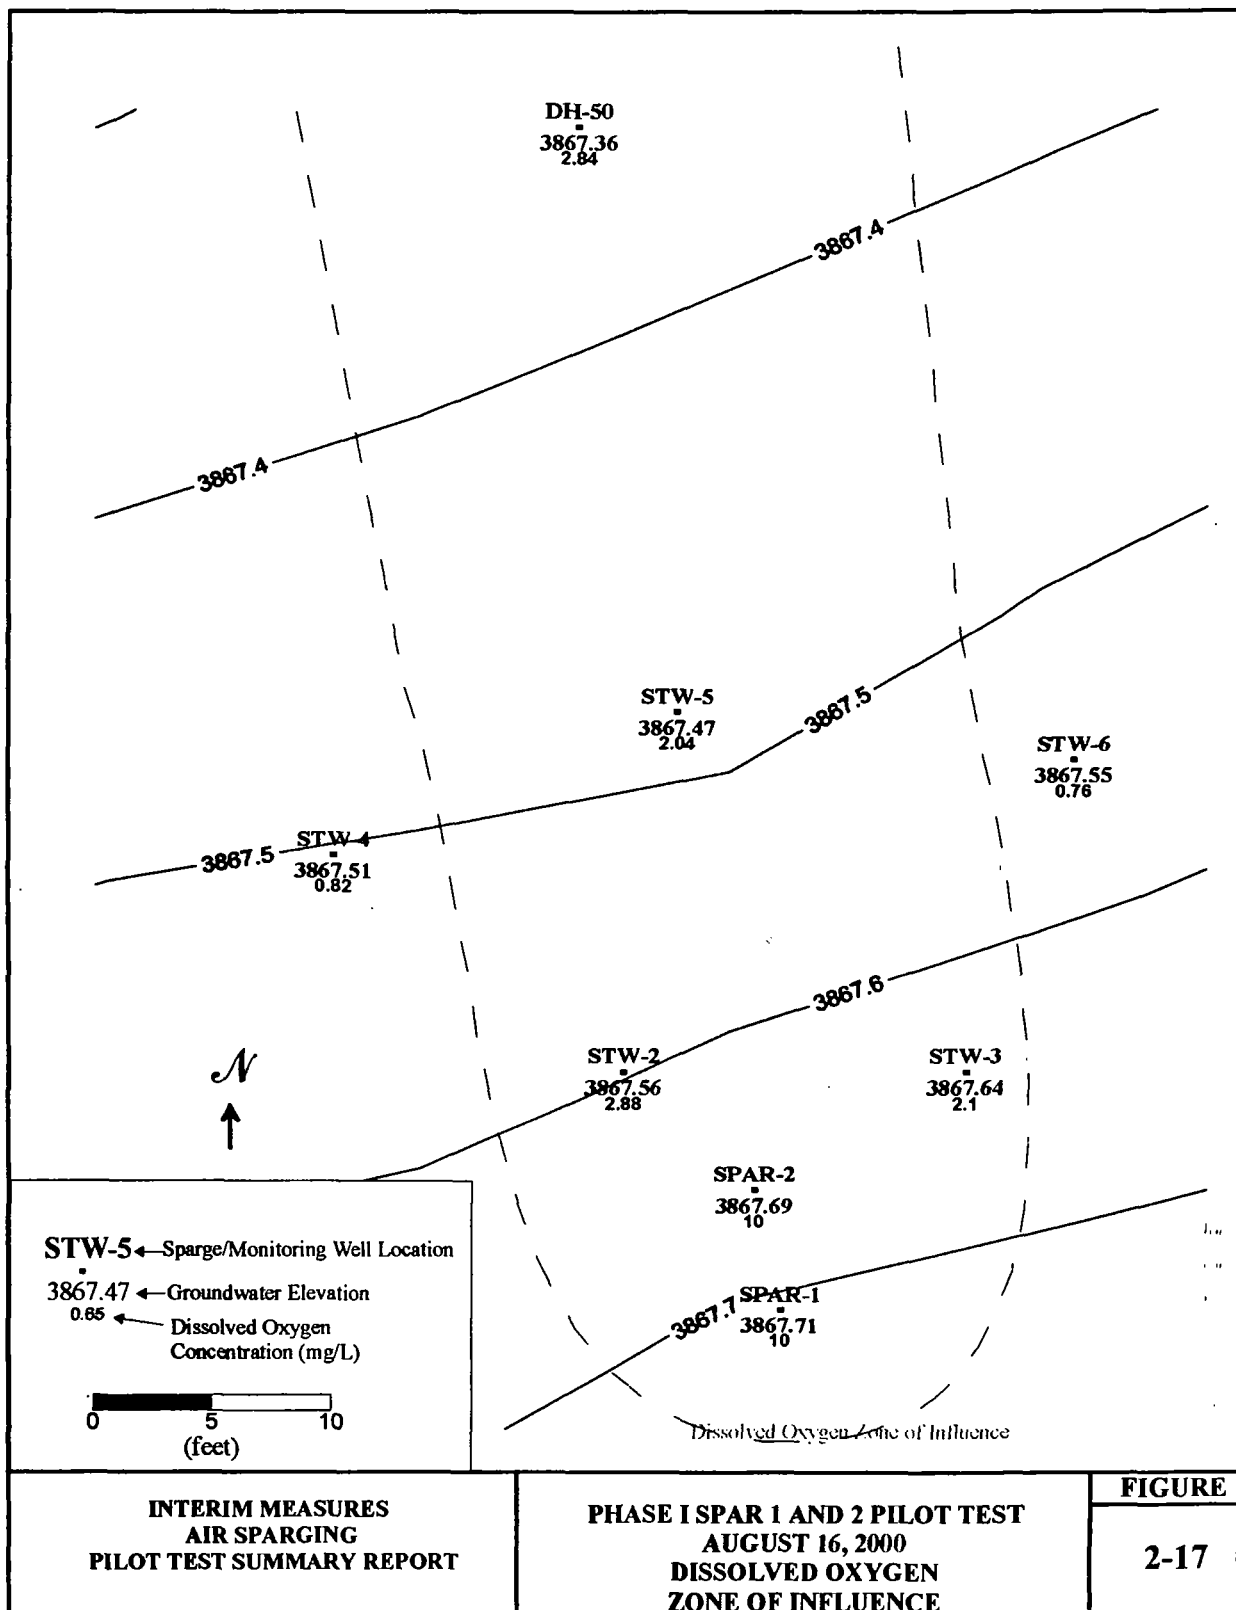 DH-50
3867.36
2.84
3867.4
3867.4
STW-5
3867.47
2.04
3867.5
STW-6
3867.55
0.76
STW-4
3867.5
3867.51
0.82
3867.6
N
STW-2
3867.56
2.88
STW-3
3867.64
2.1
SPAR-2
3867.69
10
SPAR-1
3867.7
3867.71
10
Dissolved Oxygen Zone of Influence
STW-5 Sparge/Monitoring Well Location
3867.47 Groundwater Elevation
0.65 Dissolved Oxygen
Concentration (mg/L)
0 5 10
(feet)
INTERIM MEASURES
AIR SPARGING
PILOT TEST SUMMARY REPORT
PHASE I SPAR 1 AND 2 PILOT TEST
AUGUST 16, 2000
DISSOLVED OXYGEN
ZONE OF INFLUENCE
FIGURE
2-17